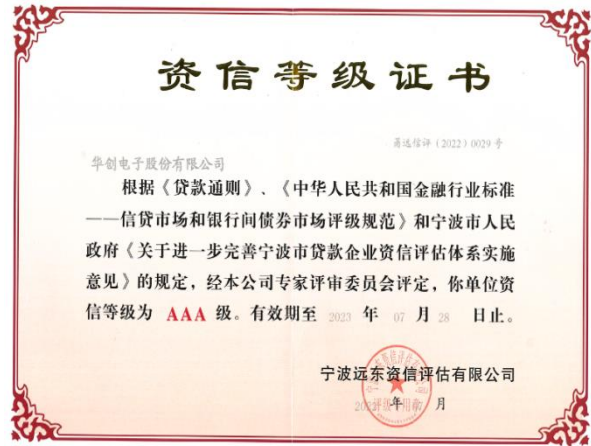 资信等级证书
甬远信评（2022）0029号
华创电子股份有限公司
根据《贷款通则》、《中华人民共和国金融行业标准
——信贷市场和银行间债券市场评级规范》和宁波市人民
政府《关于进一步完善宁波市贷款企业资信评估体系实施
意见》的规定，经本公司专家评审委员会评定，你单位资
信等级为 AAA 级。有效期至 2023 年 07 月 28 日止。
宁波远东资信评估有限公司
年 月